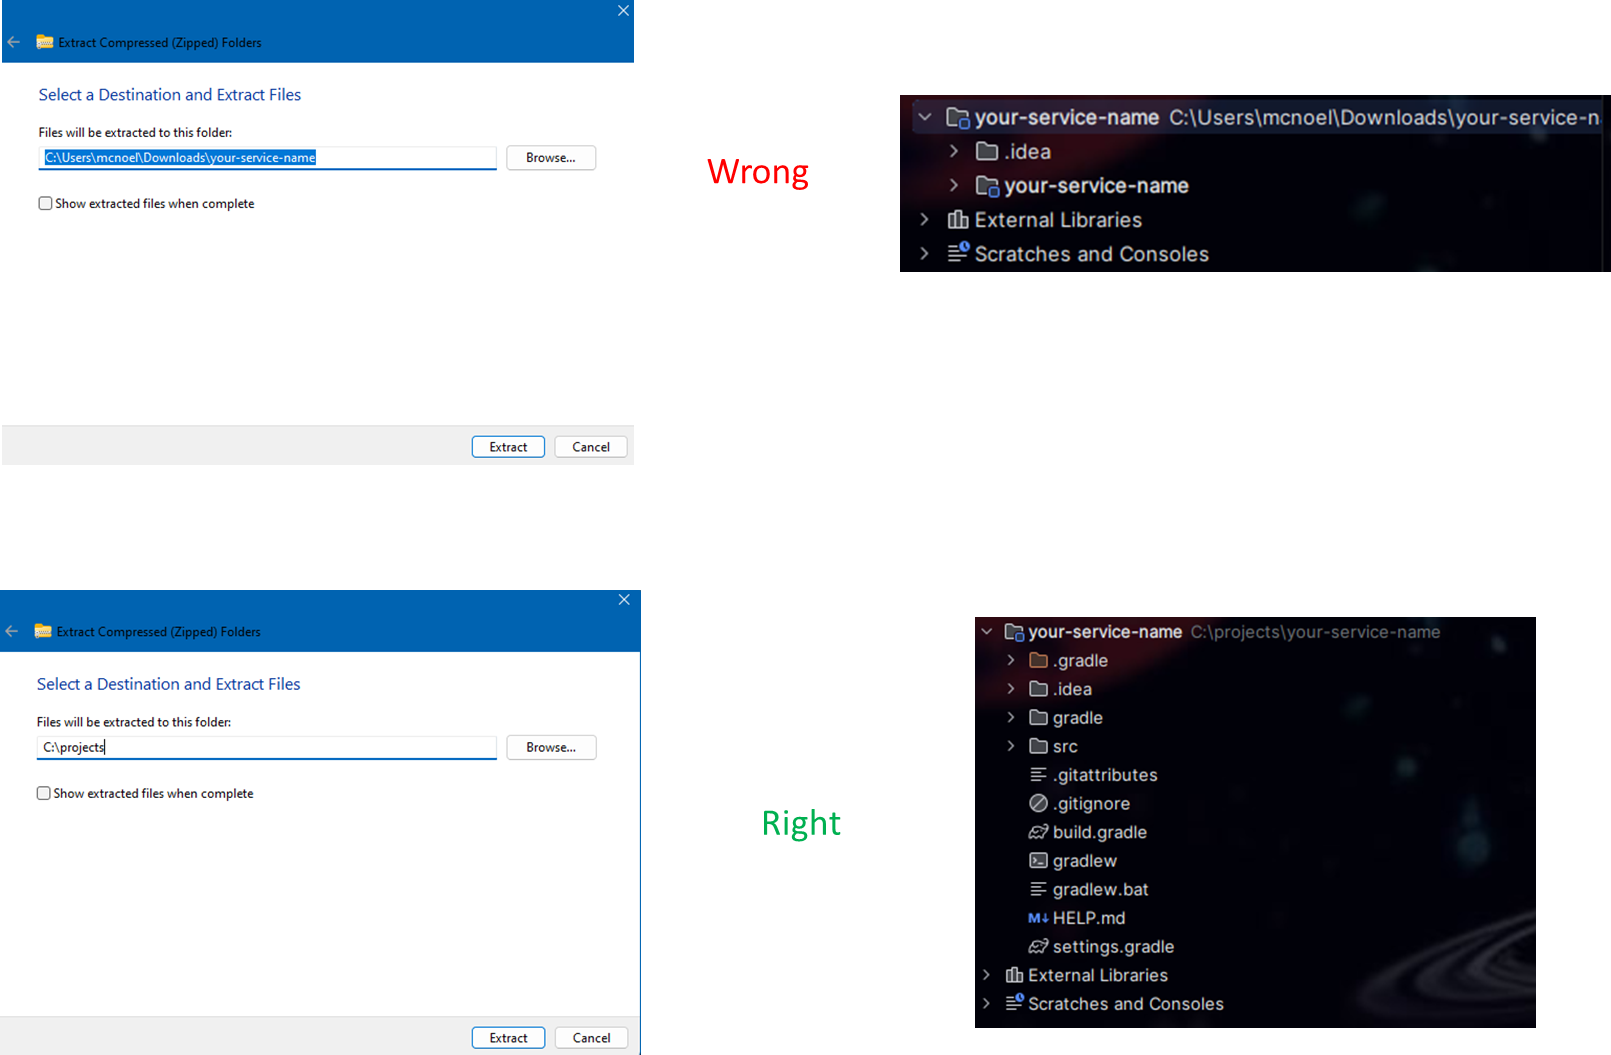 Extract Compressed (Zipped) Folders
Select a Destination and Extract Files
Files will be extracted to this folder:
C:\Users\mcnoel\Downloads\your-service-name
Browse...
Show extracted files when complete
Extract
Cancel
Wrong
your-service-name C:\Users\mcnoel\Downloads\your-service-n
.idea
your-service-name
External Libraries
Scratches and Consoles
Extract Compressed (Zipped) Folders
Select a Destination and Extract Files
Files will be extracted to this folder:
C:\projects
Browse...
Show extracted files when complete
Extract
Cancel
Right
your-service-name C:\projects\your-service-name
.gradle
.idea
gradle
src
.gitattributes
.gitignore
build.gradle
gradlew
gradlew.bat
M↓ HELP.md
settings.gradle
External Libraries
Scratches and Consoles